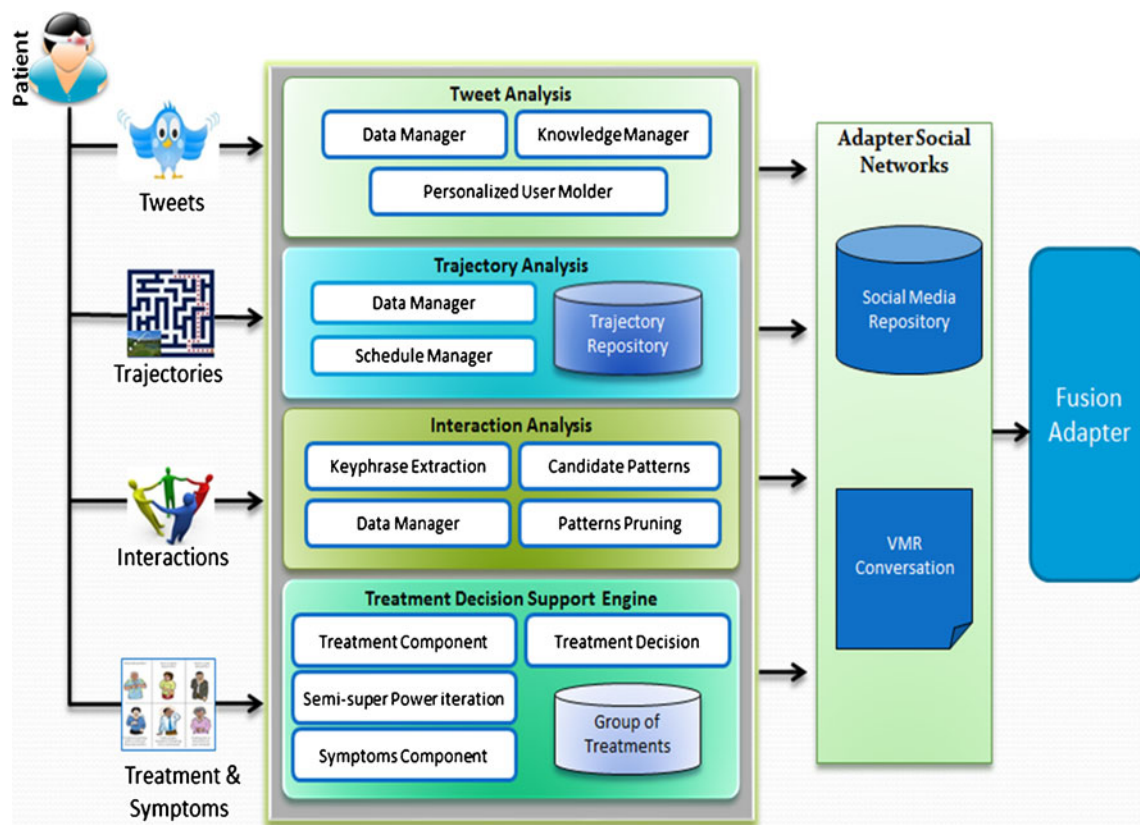 Patient
Tweets
Trajectories
Interactions
Treatment &
Symptoms
Tweet Analysis
Data Manager
Knowledge Manager
Personalized User Molder
Trajectory Analysis
Data Manager
Schedule Manager
Trajectory
Repository
Interaction Analysis
Keyphrase Extraction
Candidate Patterns
Data Manager
Patterns Pruning
Treatment Decision Support Engine
Treatment Component
Treatment Decision
Semi-super Power iteration
Symptoms Component
Group of
Treatments
Adapter Social
Networks
Social Media
Repository
VMR
Conversation
Fusion
Adapter